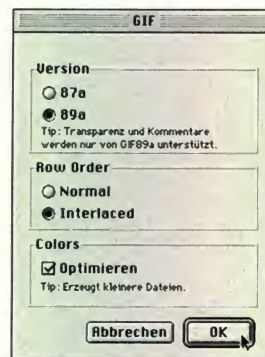 GIF
Version
87a
89a
Tip: Transparenz und Kommentare
werden nur von GIF89a unterstützt.
Row Order
Normal
Interlaced
Colors
Optimieren
Tip: Erzeugt kleinere Dateien.
Abbrechen
OK